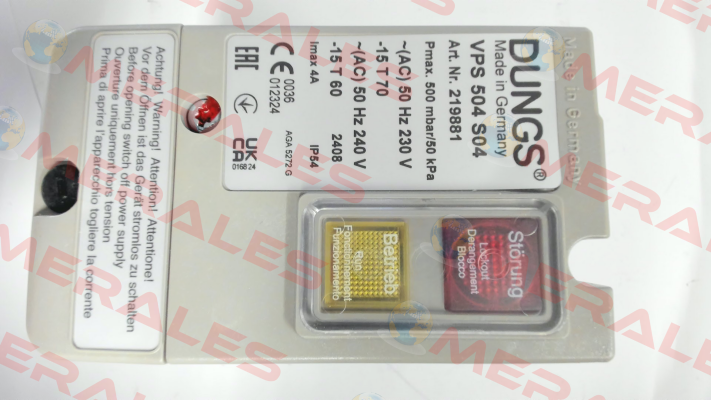 DUNGS®
Made in Germany
VPS 504 S04
Art. Nr. 219881
Pmax. 500 mbar/50 kPa
~(AC) 50 Hz 230 V
-15 T 70
~(AC) 50 Hz 240 V
-15 T 60 2408
Imax 4A IP54
CE 0036
012324
AGA 5272 G
EAC
UK
CA
0168 24
Made in Germany
Störung
Lockout
Derangement
Blocco
Betrieb
Run
Fonctionnement
Funzionamento
Achtung! Warning! Attention! Attentione!
Vor dem Öffnen ist das Gerät stromlos zu schalten
Before opening switch off power supply
Ouverture uniquement hors tension
Prima di aprire l'apparecchio togliere la corrente
MERALES